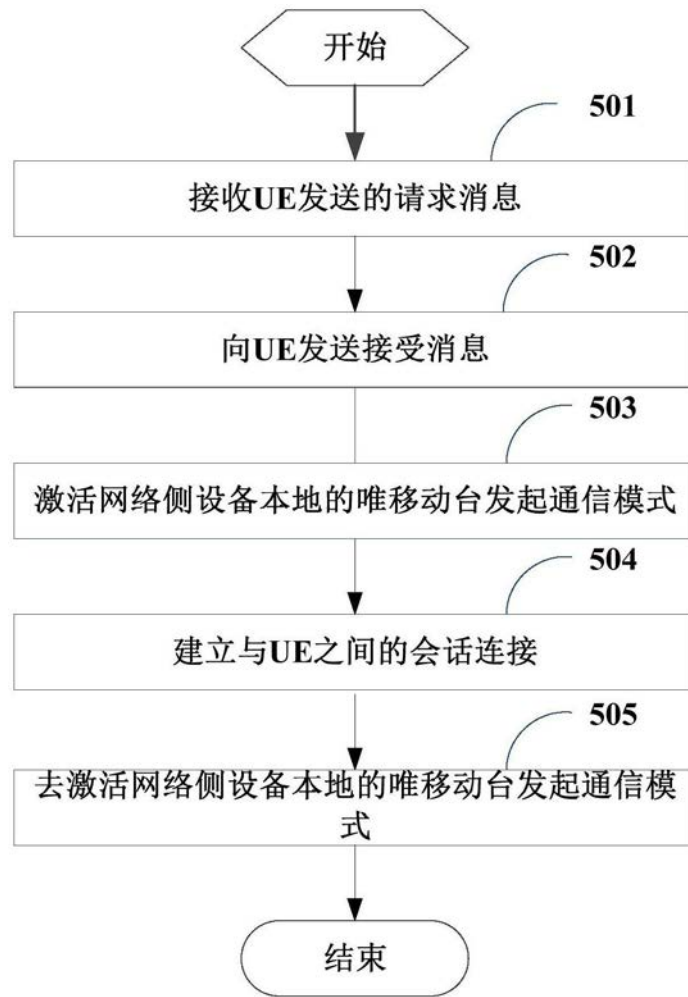 开始
501
接收UE发送的请求消息
502
向UE发送接受消息
503
激活网络侧设备本地的唯移动台发起通信模式
504
建立与UE之间的会话连接
505
去激活网络侧设备本地的唯移动台发起通信模
式
结束